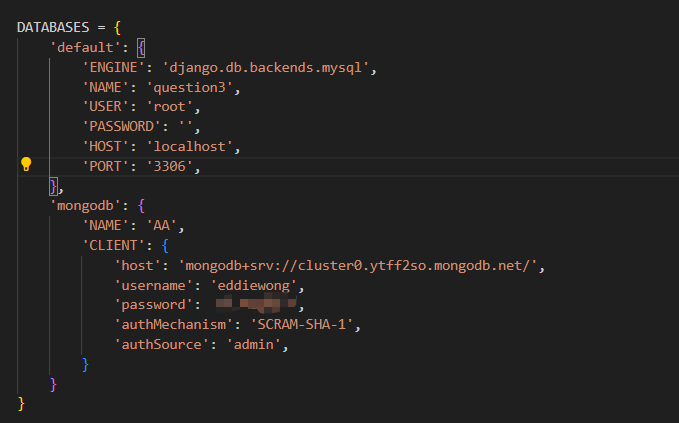 DATABASES = {
    'default': {
        'ENGINE': 'django.db.backends.mysql',
        'NAME': 'question3',
        'USER': 'root',
        'PASSWORD': '',
        'HOST': 'localhost',
        'PORT': '3306',
    },
    'mongodb': {
        'NAME': 'AA',
        'CLIENT': {
            'host': 'mongodb+srv://cluster0.ytff2so.mongodb.net/',
            'username': 'eddiewong',
            'password': ,
            'authMechanism': 'SCRAM-SHA-1',
            'authSource': 'admin',
        }
    }
}